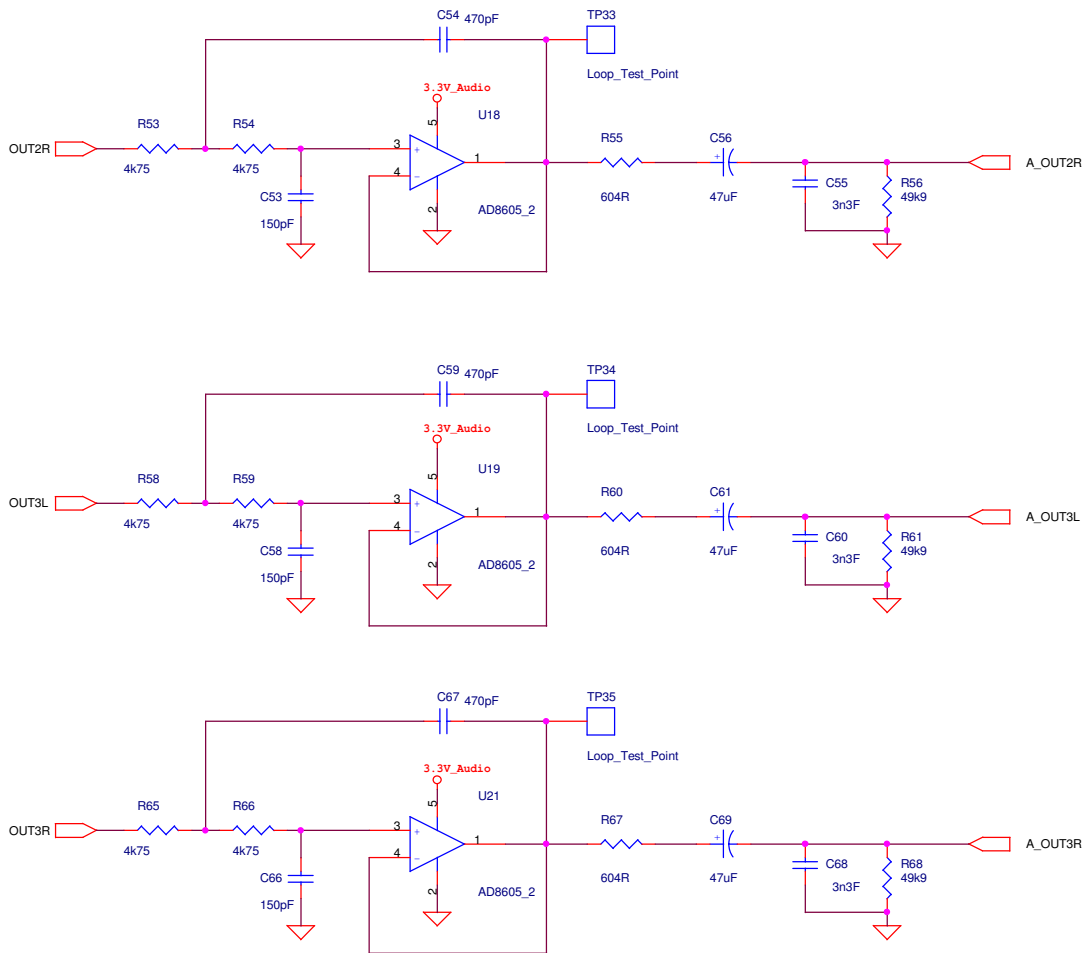 C54 470pF
TP33
Loop_Test_Point
3.3V_Audio
U18
5
R53
R54
R55
C56
OUT2R
3
+
1
+
A_OUT2R
4k75
4k75
4
−
C53
150pF
2
AD8605_2
604R
47uF
C55
3n3F
R56
49k9
C59 470pF
TP34
Loop_Test_Point
3.3V_Audio
U19
5
R58
R59
R60
C61
OUT3L
3
+
1
+
A_OUT3L
4k75
4k75
4
−
C58
150pF
2
AD8605_2
604R
47uF
C60
3n3F
R61
49k9
C67 470pF
TP35
Loop_Test_Point
3.3V_Audio
U21
5
R65
R66
R67
C69
OUT3R
3
+
1
+
A_OUT3R
4k75
4k75
4
−
C66
150pF
2
AD8605_2
604R
47uF
C68
3n3F
R68
49k9